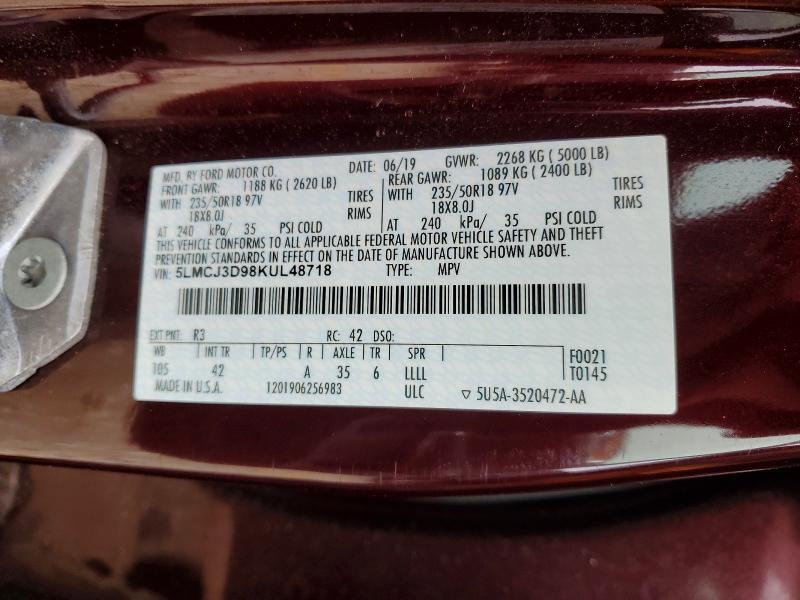 MFD. BY FORD MOTOR CO. DATE: 06/19 GVWR: 2268 KG ( 5000 LB)
FRONT GAWR: 1188 KG ( 2620 LB) REAR GAWR: 1089 KG ( 2400 LB)
WITH 235/50R18 97V TIRES WITH 235/50R18 97V TIRES
18X8.0J RIMS 18X8.0J RIMS
AT 240 kPa/ 35 PSI COLD AT 240 kPa/ 35 PSI COLD
THIS VEHICLE CONFORMS TO ALL APPLICABLE FEDERAL MOTOR VEHICLE SAFETY AND THEFT
PREVENTION STANDARDS IN EFFECT ON THE DATE OF MANUFACTURE SHOWN ABOVE.
VIN: 5LMCJ3D98KUL48718 TYPE: MPV
EXT PNT: R3 RC: 42 DSO:
WB INT TR TP/PS R AXLE TR SPR F0021
105 42 A 35 6 LLLL T0145
MADE IN U.S.A. 1201906256983 ULC ▽ 5U5A-3520472-AA